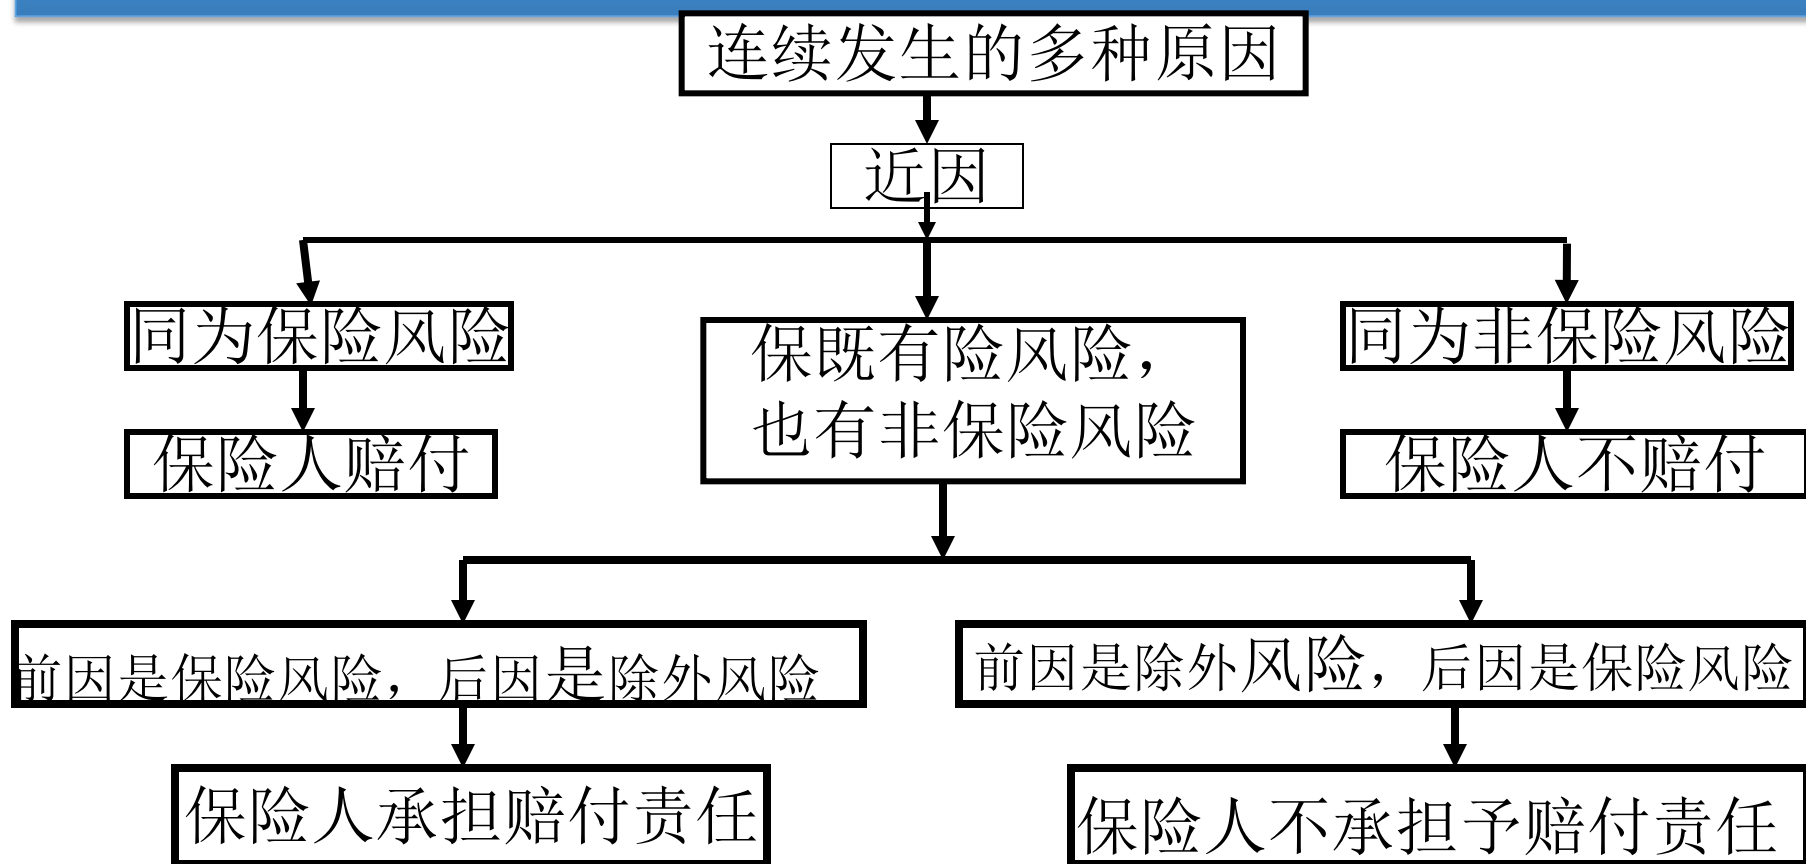 连续发生的多种原因
近因
同为保险风险
保既有险风险，
也有非保险风险
同为非保险风险
保险人赔付
保险人不赔付
前因是保险风险，后因是除外风险
前因是除外风险，后因是保险风险
保险人承担赔付责任
保险人不承担予赔付责任